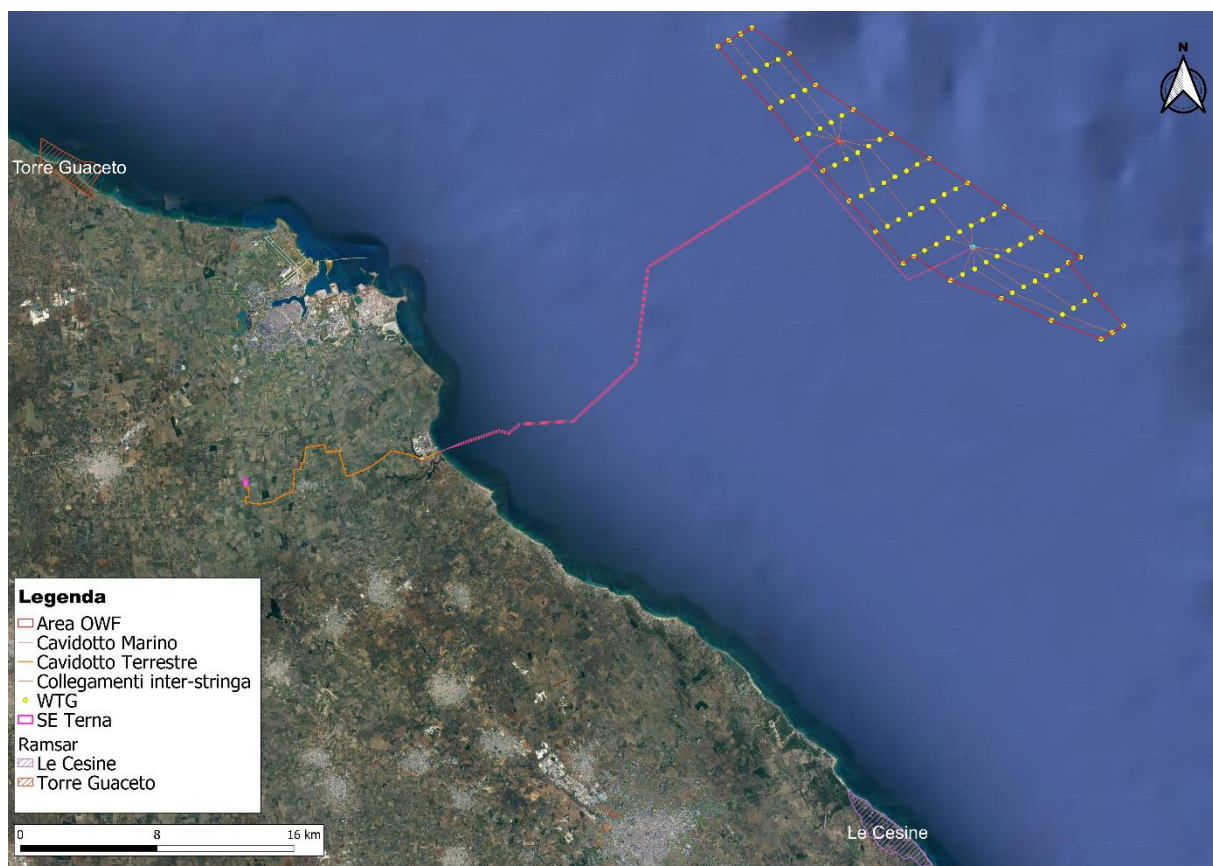 N
Torre Guaceto
Legenda
Area OWF
Cavidotto Marino
Cavidotto Terrestre
Collegamenti inter-stringa
WTG
SE Terna
Ramsar
Le Cesine
Torre Guaceto
0 8 16 km
Le Cesine